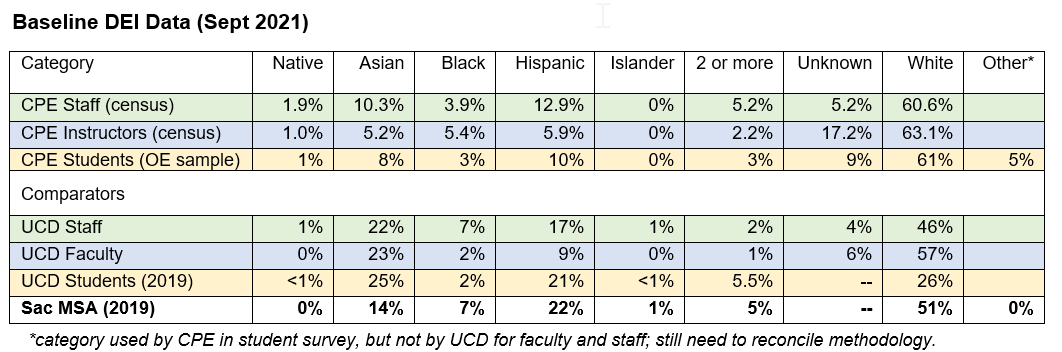 Baseline DEI Data (Sept 2021)
Category Native Asian Black Hispanic Islander 2 or more Unknown White Other*
CPE Staff (census) 1.9% 10.3% 3.9% 12.9% 0% 5.2% 5.2% 60.6%
CPE Instructors (census) 1.0% 5.2% 5.4% 5.9% 0% 2.2% 17.2% 63.1%
CPE Students (OE sample) 1% 8% 3% 10% 0% 3% 9% 61% 5%
Comparators
UCD Staff 1% 22% 7% 17% 1% 2% 4% 46%
UCD Faculty 0% 23% 2% 9% 0% 1% 6% 57%
UCD Students (2019) <1% 25% 2% 21% <1% 5.5% -- 26%
Sac MSA (2019) 0% 14% 7% 22% 1% 5% -- 51% 0%
*category used by CPE in student survey, but not by UCD for faculty and staff; still need to reconcile methodology.